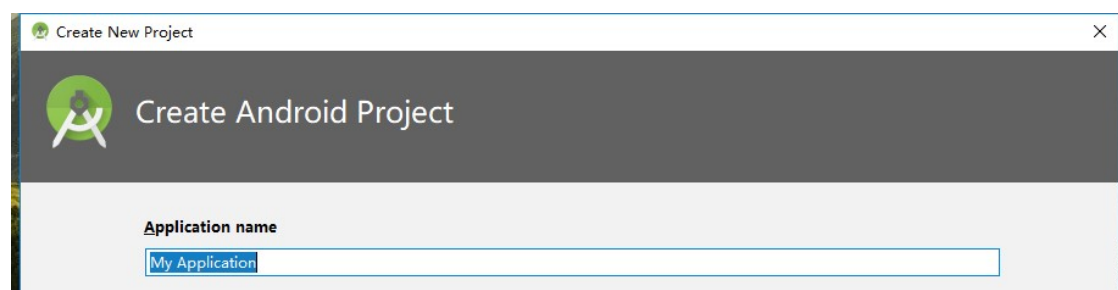 Create New Project
Create Android Project
Application name
My Application